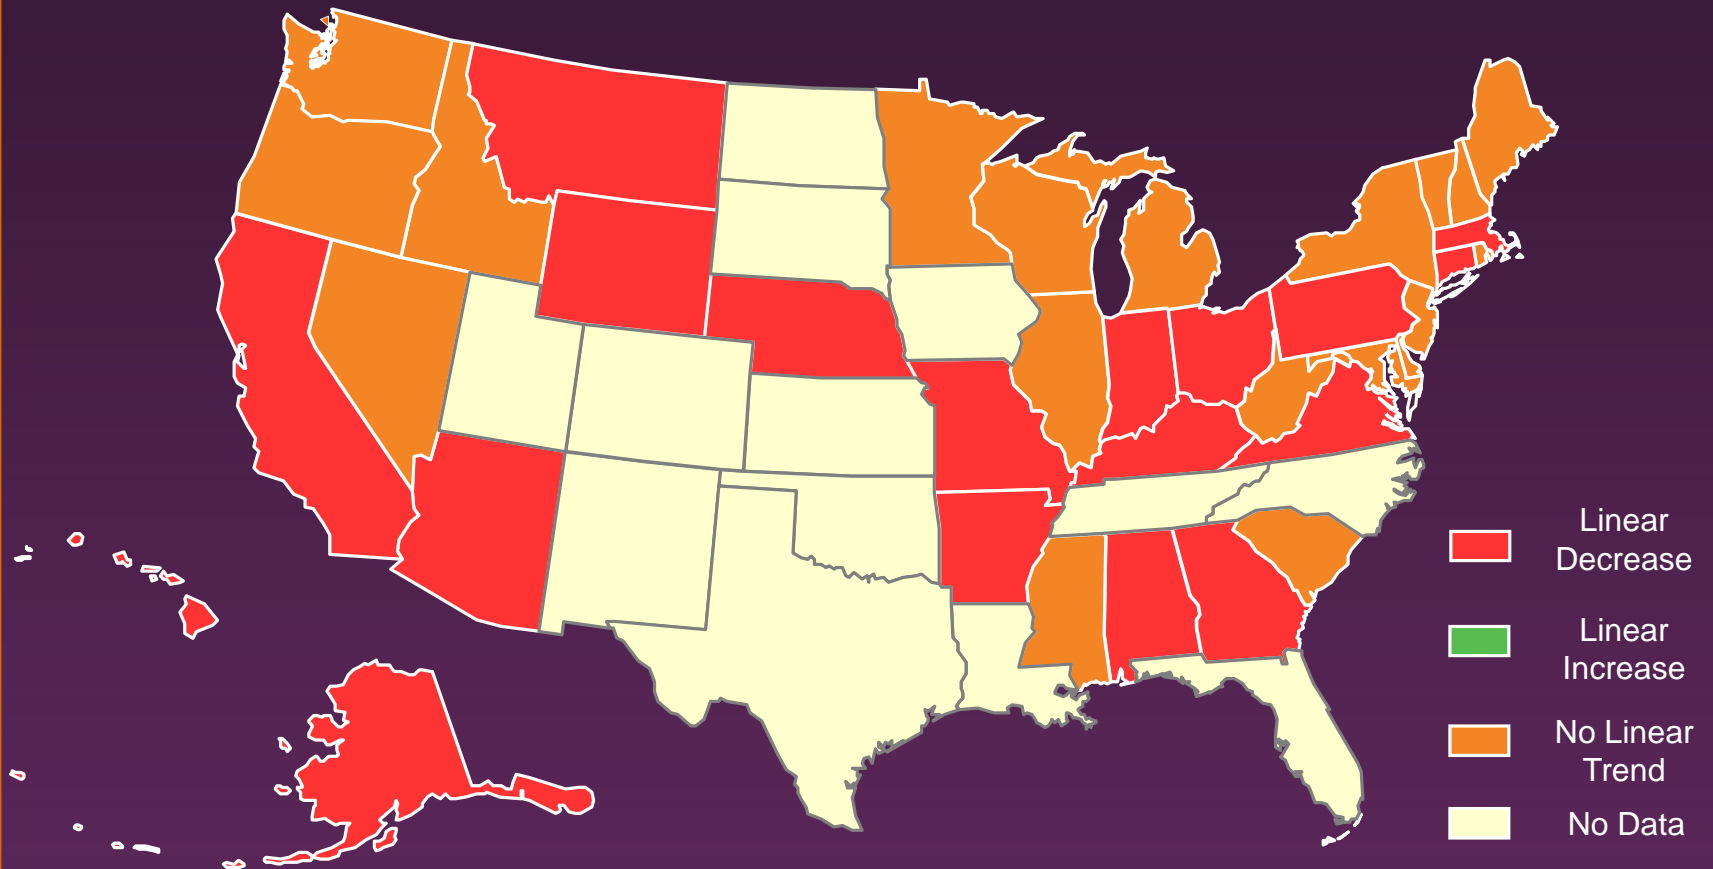 Linear
Decrease
Linear
Increase
No Linear
Trend
No Data